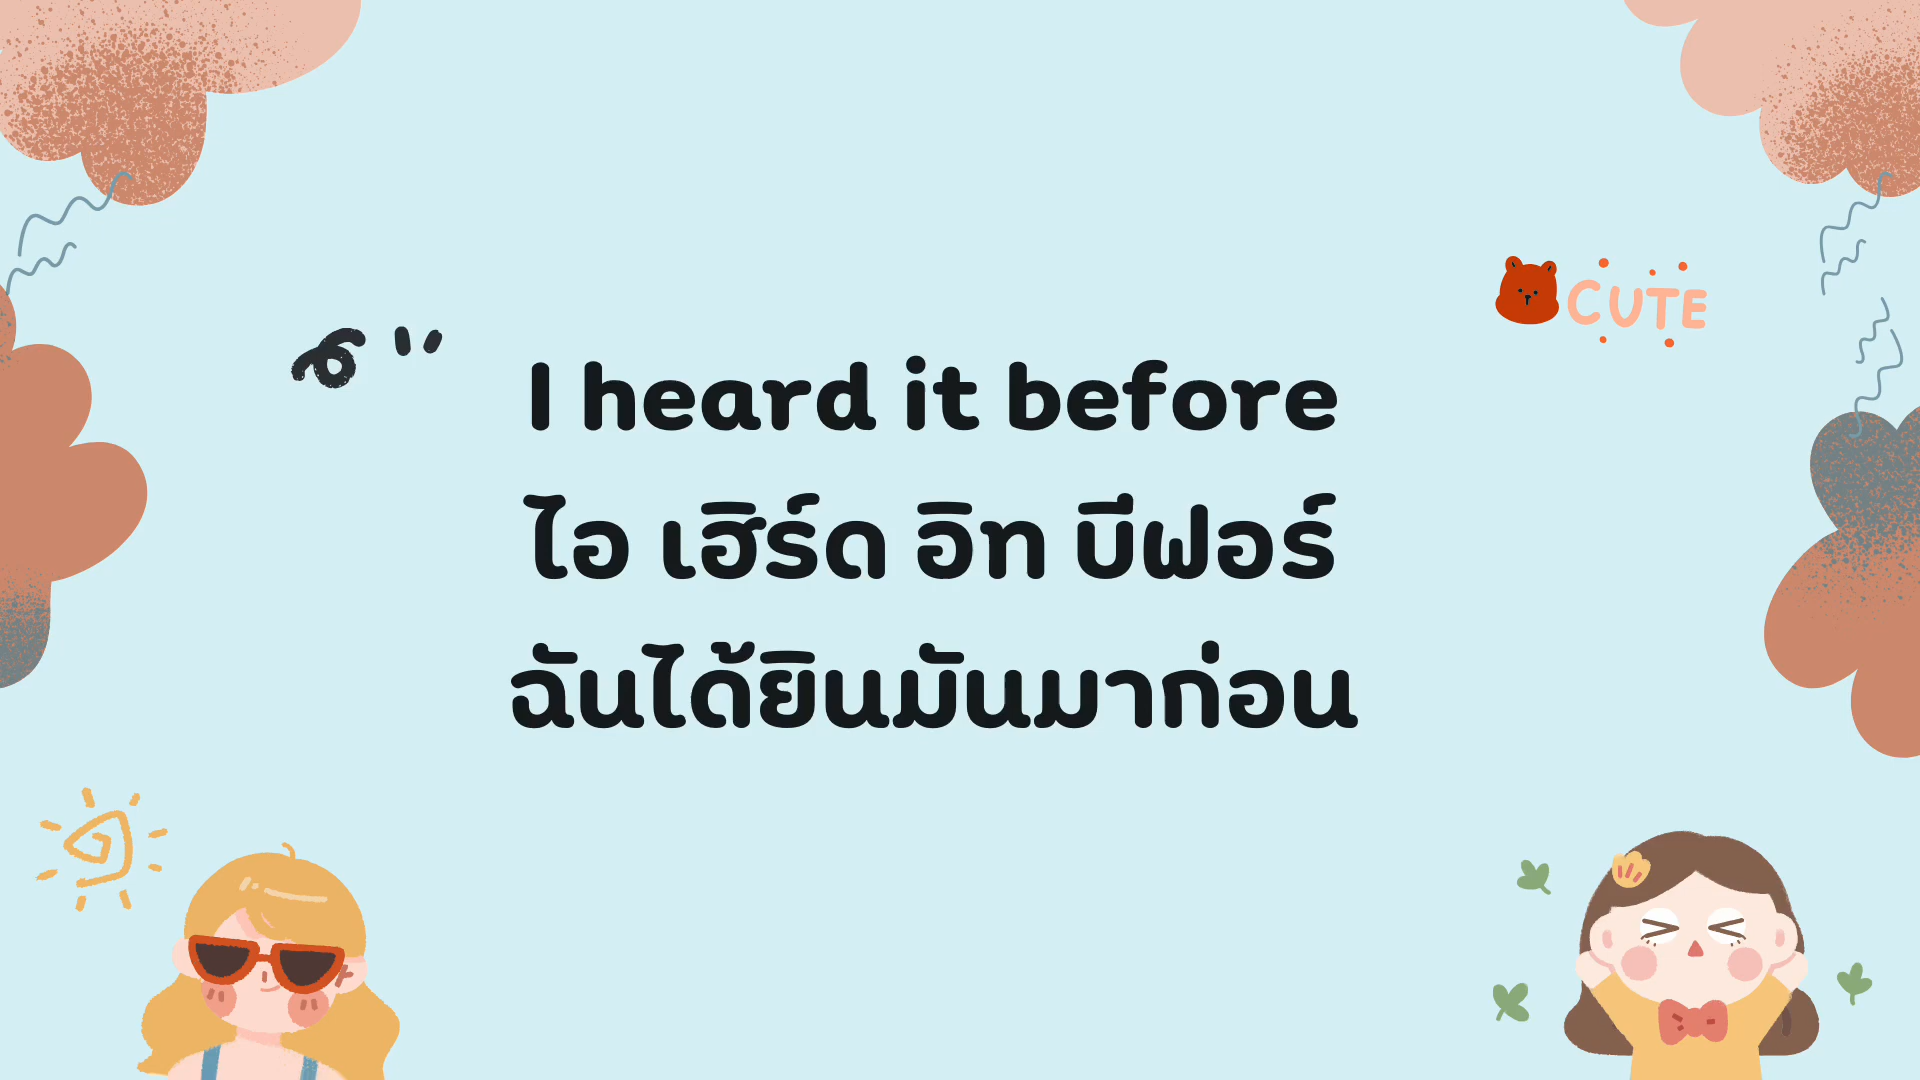 CUTE
I heard it before
ไอ เฮิร์ด อิท บีฟอร์
ฉันได้ยินมันมาก่อน